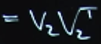 = V₂V₂ᵀ